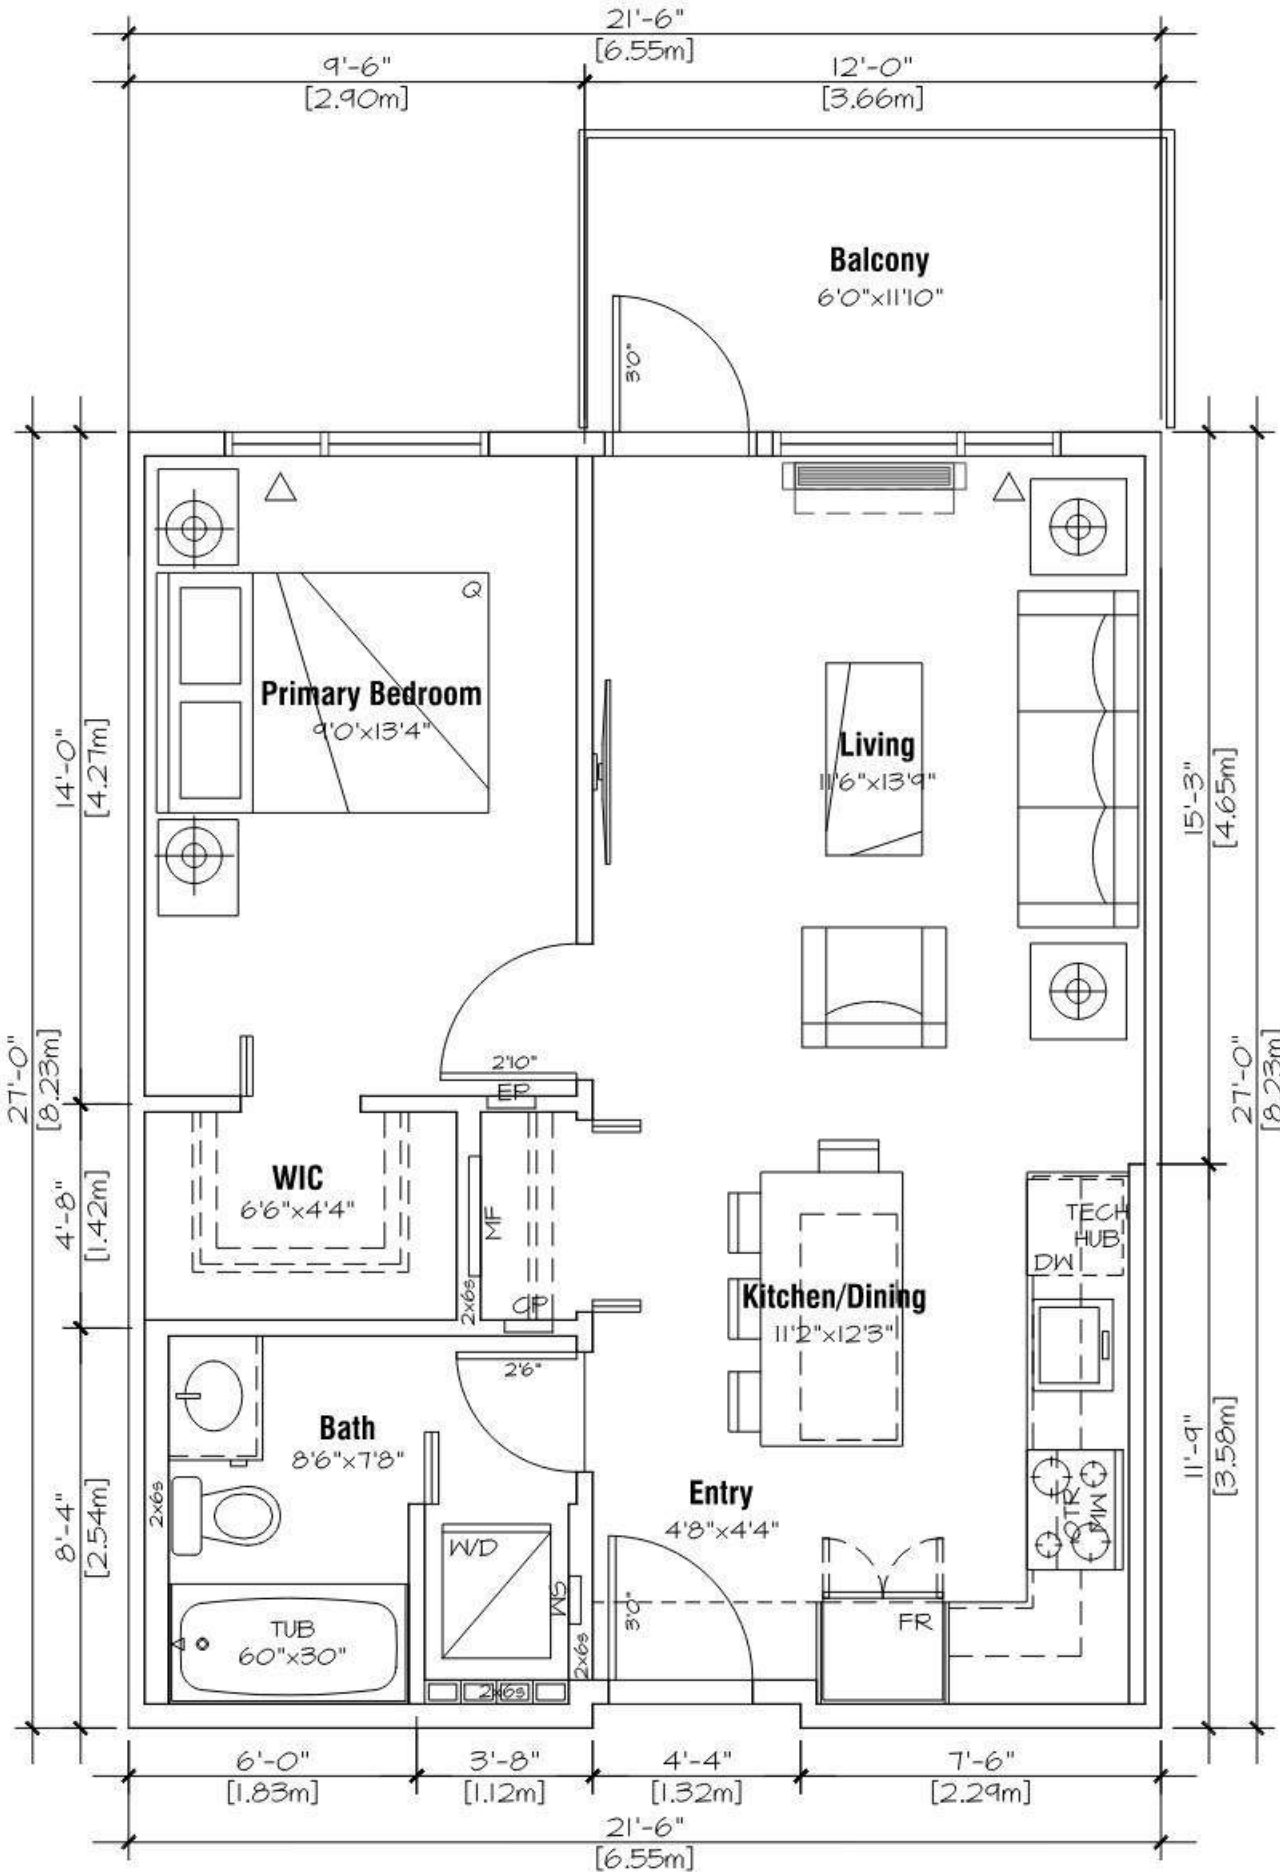 21'-6"
[6.55m]
9'-6"
[2.90m]
12'-0"
[3.66m]
Balcony
6'0"x11'10"
3'0"
Q
Primary Bedroom
9'0'x13'4"
Living
11'6"x13'9"
14'-0"
[4.27m]
15'-3"
[4.65m]
27'-0"
[8.23m]
27'-0"
[8.23m]
2'10"
EP
WIC
6'6"x4'4"
MF
2x6s
CP
4'-8"
[1.42m]
TECH
HUB
DW
Kitchen/Dining
11'2"x12'3"
2'6"
Bath
8'6"x7'8"
2x6s
8'-4"
[2.54m]
11'-9"
[3.58m]
Entry
4'8"x4'4"
MW
W/D
SM
3'0"
FR
TUB
60"x30"
2x6s
2x6s
6'-0"
[1.83m]
3'-8"
[1.12m]
4'-4"
[1.32m]
7'-6"
[2.29m]
21'-6"
[6.55m]